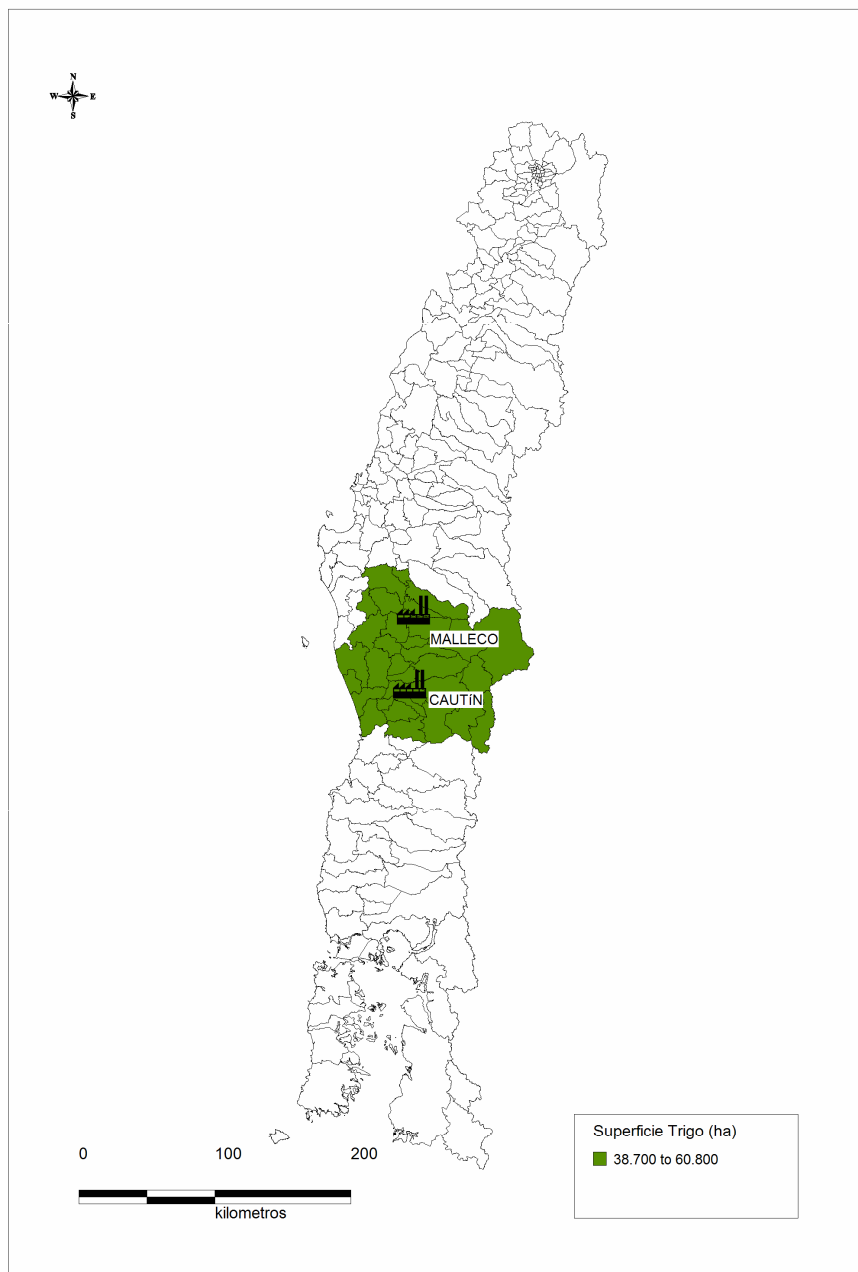 N
W E
S
MALLECO
CAUTíN
0 100 200
kilometros
Superficie Trigo (ha)
38.700 to 60.800